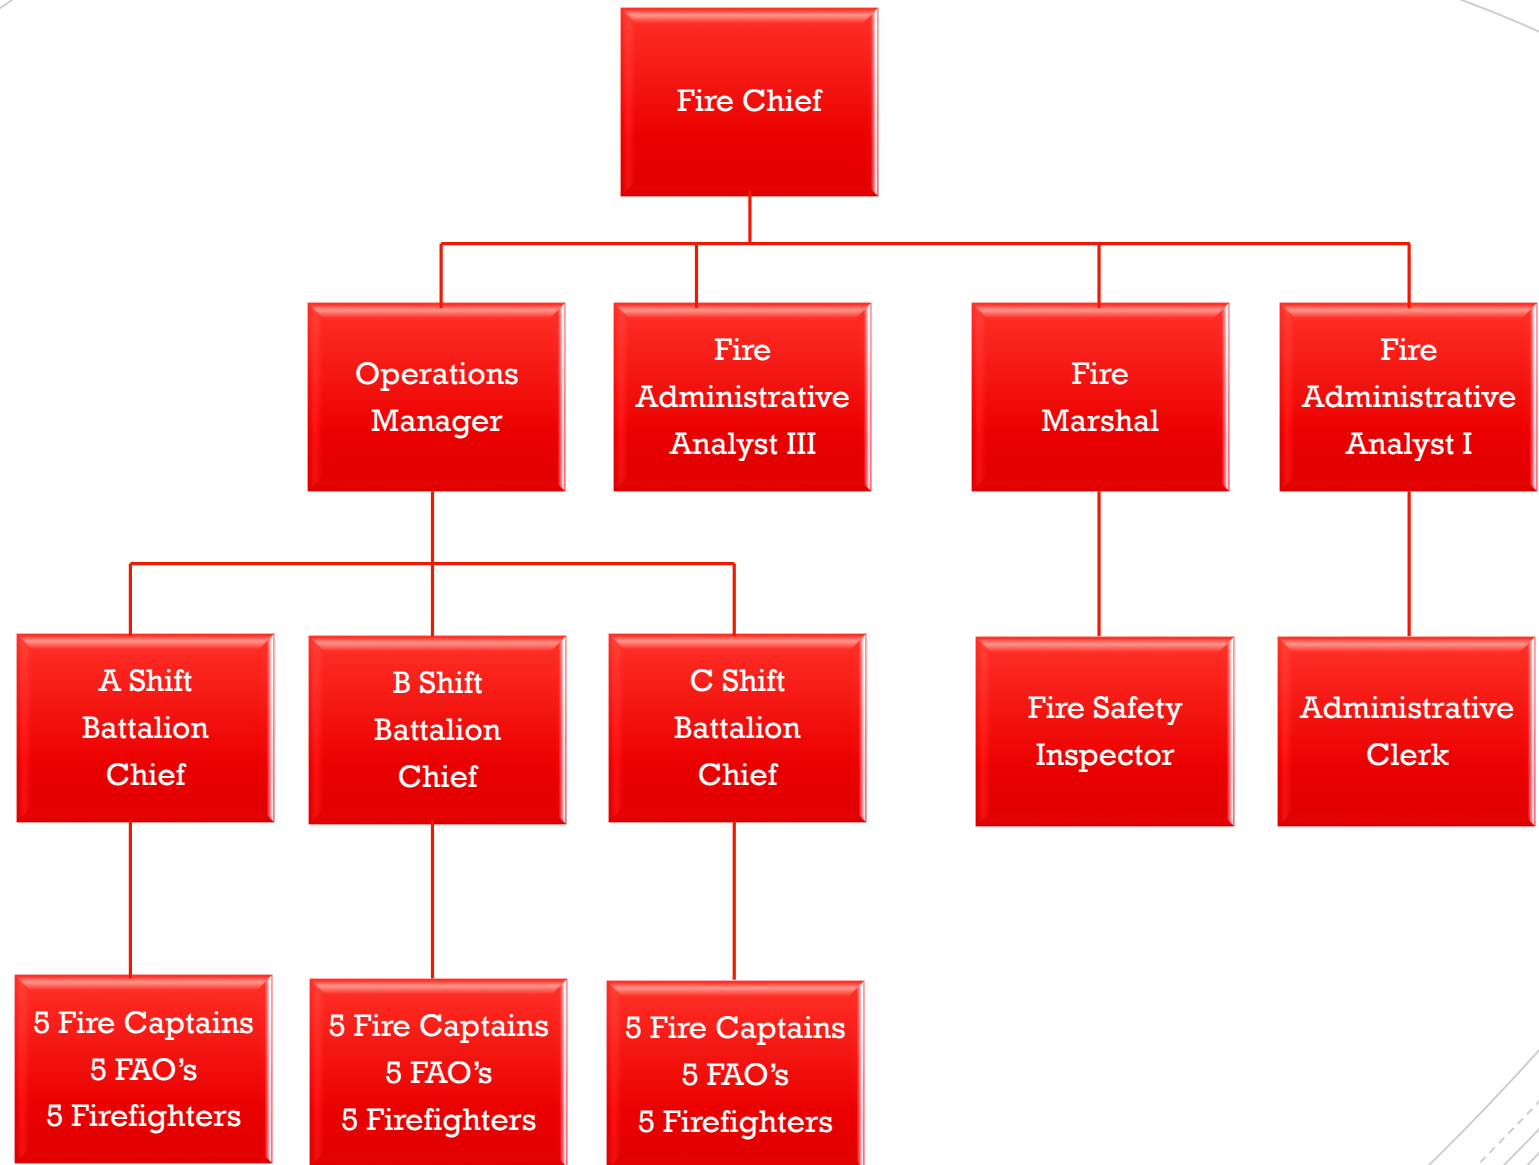 Fire Chief
Operations
Manager
Fire
Administrative
Analyst III
Fire
Marshal
Fire
Administrative
Analyst I
A Shift
Battalion
Chief
B Shift
Battalion
Chief
C Shift
Battalion
Chief
Fire Safety
Inspector
Administrative
Clerk
5 Fire Captains
5 FAO’s
5 Firefighters
5 Fire Captains
5 FAO’s
5 Firefighters
5 Fire Captains
5 FAO’s
5 Firefighters